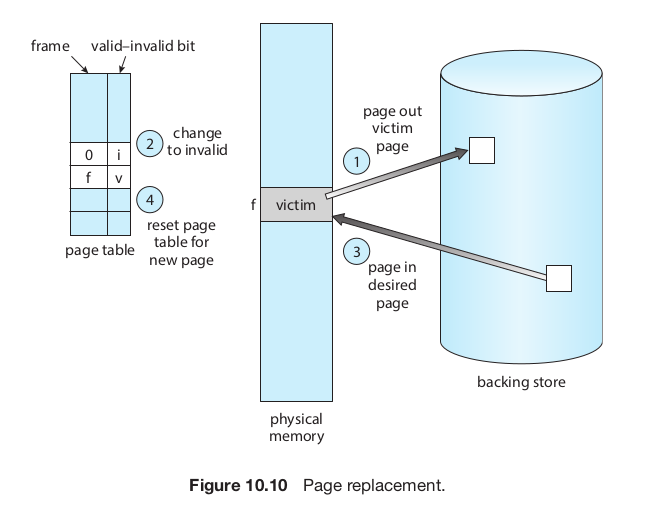 frame
valid–invalid bit
0
i
f
v
2
change
to invalid
4
reset page
table for
new page
page table
f
victim
physical
memory
page out
victim
page
1
3
page in
desired
page
backing store
Figure 10.10 Page replacement.